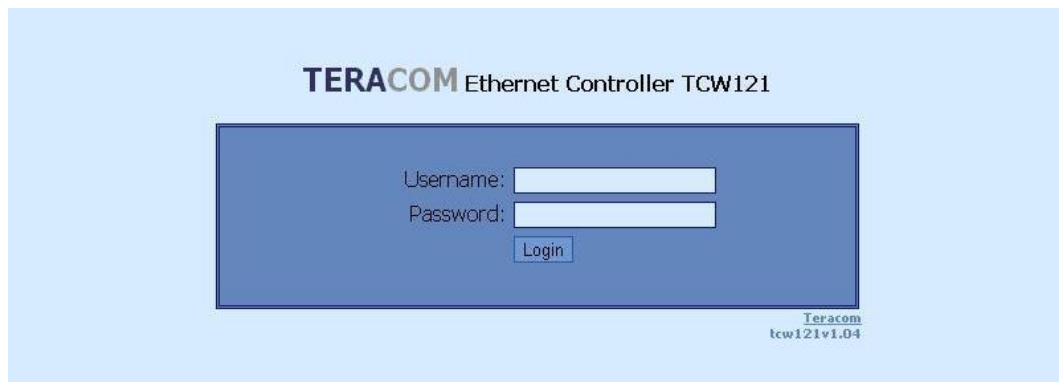 TERACOM Ethernet Controller TCW121
Username:
Password:
Login
Teracom
tcw121v1.04